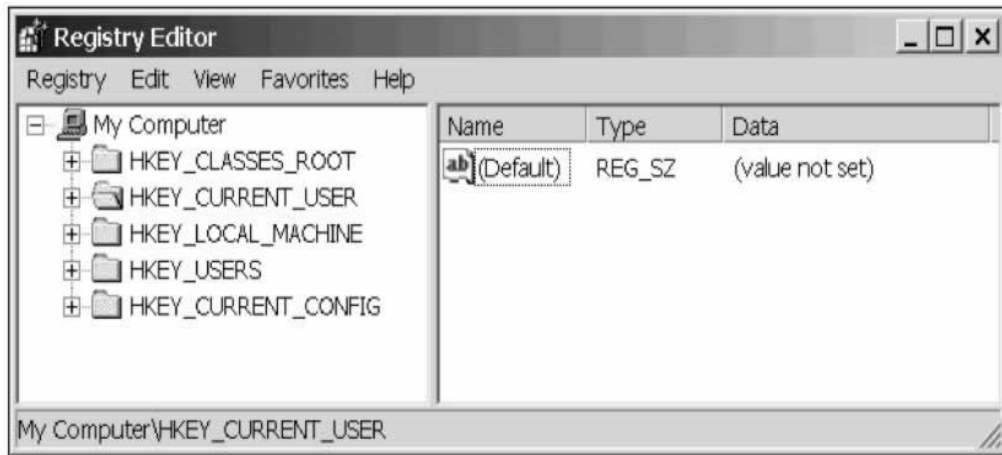 Registry Editor
Registry Edit View Favorites Help
My Computer
HKEY_CLASSES_ROOT
HKEY_CURRENT_USER
HKEY_LOCAL_MACHINE
HKEY_USERS
HKEY_CURRENT_CONFIG
Name Type Data
ab (Default) REG_SZ (value not set)
My Computer\HKEY_CURRENT_USER